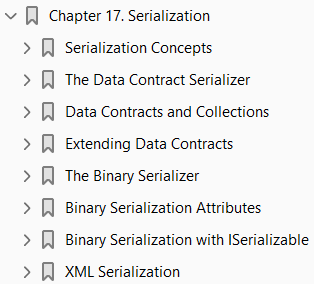 Chapter 17. Serialization
Serialization Concepts
The Data Contract Serializer
Data Contracts and Collections
Extending Data Contracts
The Binary Serializer
Binary Serialization Attributes
Binary Serialization with ISerializable
XML Serialization